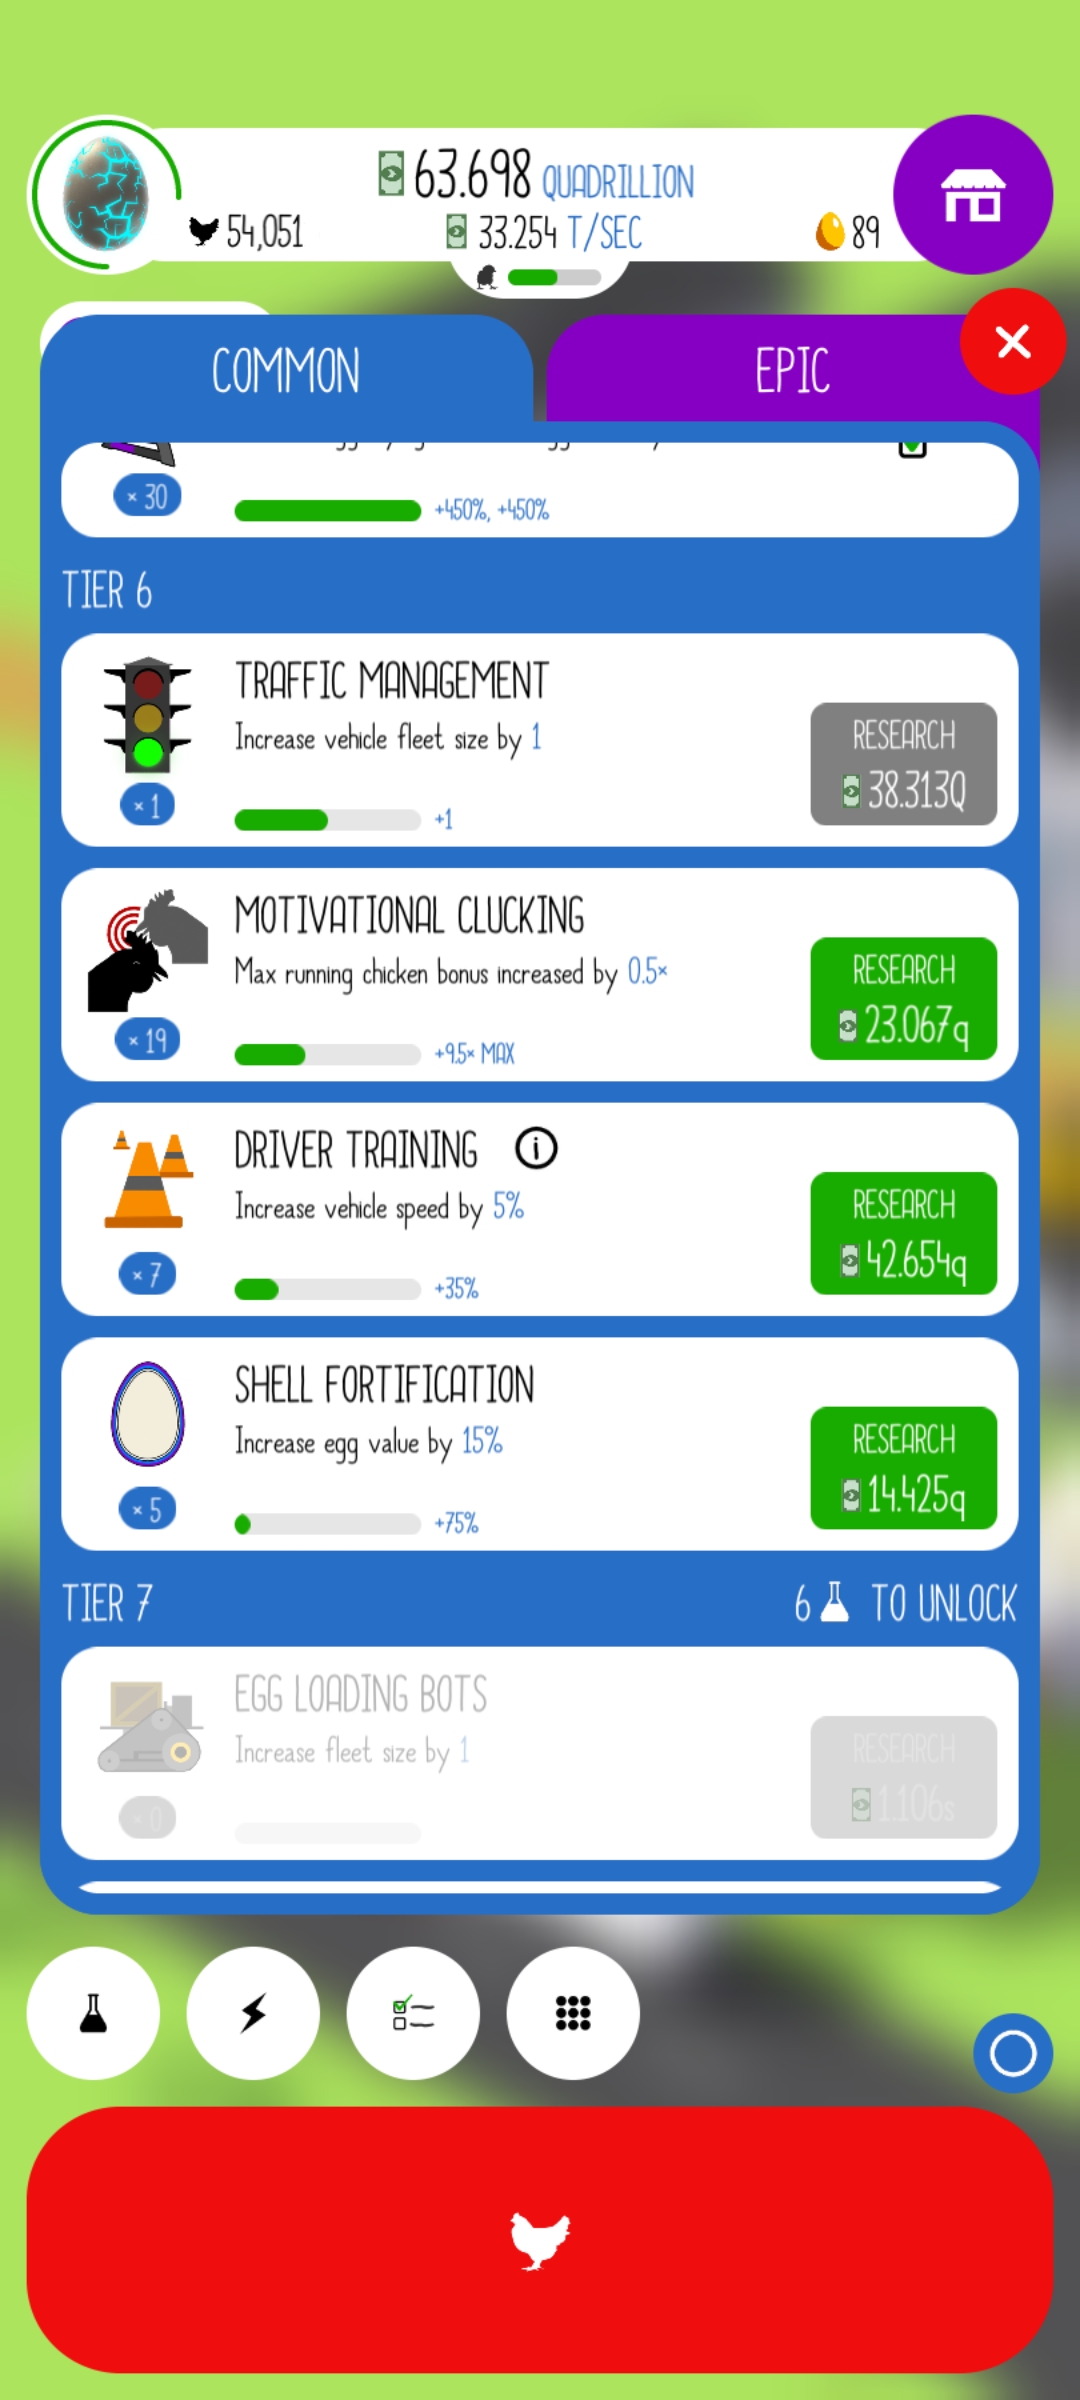 63.698 QUADRILLION
54,051
33.254 T/SEC
89
COMMON
EPIC
× 30
+450%, +450%
TIER 6
TRAFFIC MANAGEMENT
Increase vehicle fleet size by 1
RESEARCH
38.313Q
× 1
+1
MOTIVATIONAL CLUCKING
Max running chicken bonus increased by 0.5×
RESEARCH
23.067q
× 19
+9.5× MAX
DRIVER TRAINING
Increase vehicle speed by 5%
RESEARCH
42.654q
× 7
+35%
SHELL FORTIFICATION
Increase egg value by 15%
RESEARCH
14.425q
× 5
+75%
TIER 7
6 TO UNLOCK
EGG LOADING BOTS
Increase fleet size by 1
RESEARCH
1.106s
× 0